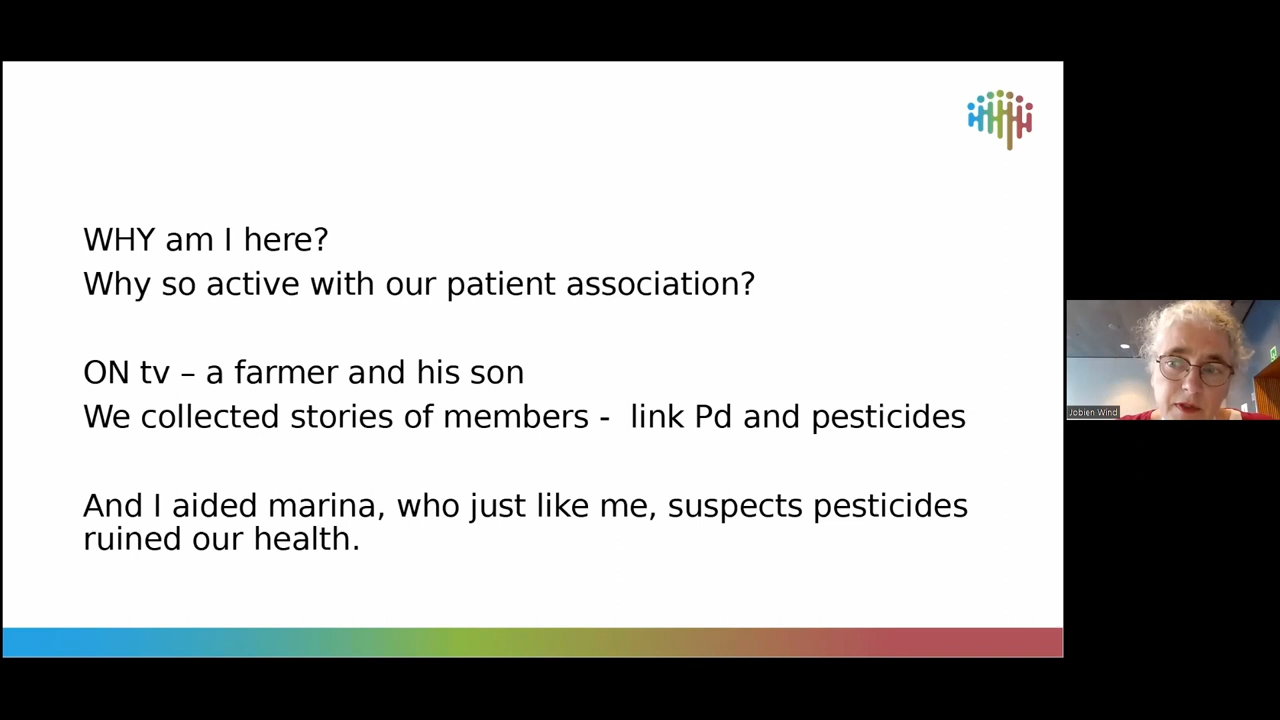 WHY am I here?
Why so active with our patient association?
ON tv – a farmer and his son
We collected stories of members -  link Pd and pesticides
And I aided marina, who just like me, suspects pesticides
ruined our health.
Jobien Wind